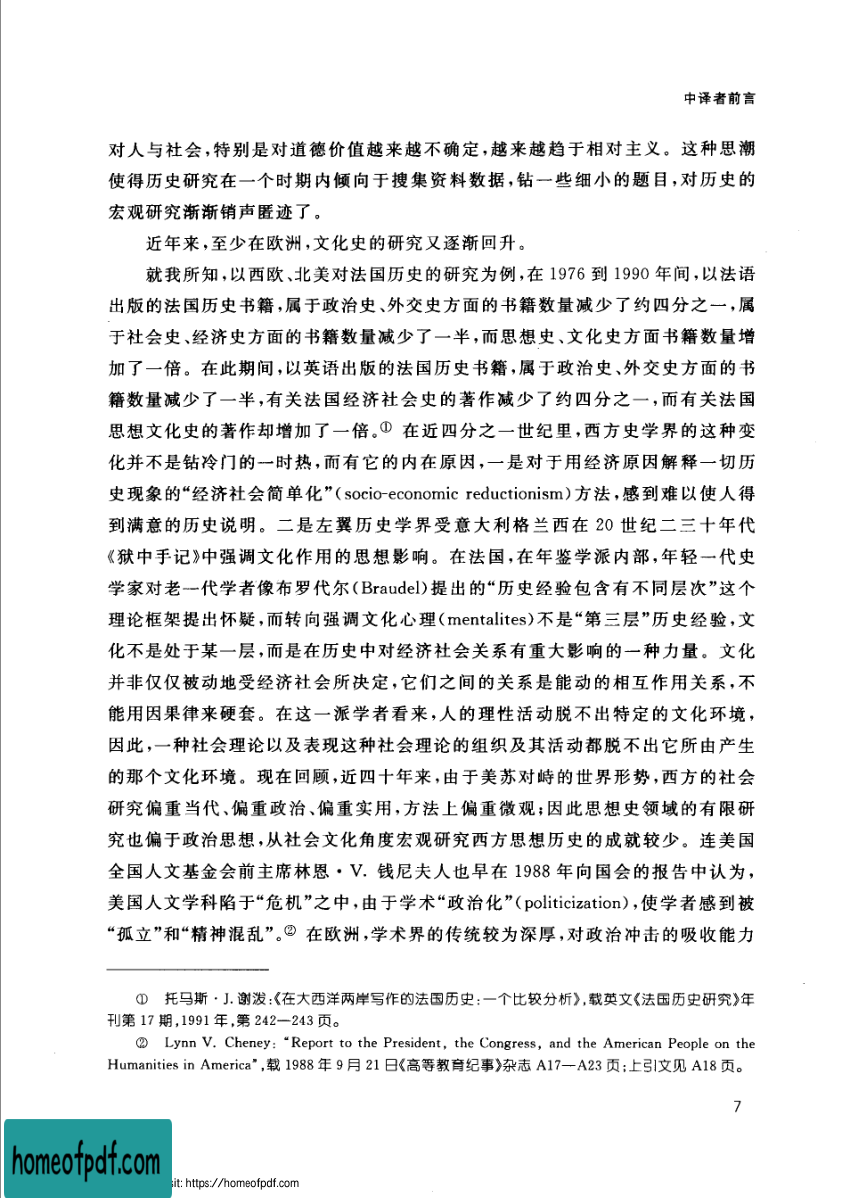 中译者前言
对人与社会,特别是对道德价值越来越不确定,越来越趋于相对主义。这种思潮
使得历史研究在一个时期内倾向于搜集资料数据,钻一些细小的题目,对历史的
宏观研究渐渐销声匿迹了。
近年来,至少在欧洲,文化史的研究又逐渐回升。
就我所知,以西欧、北美对法国历史的研究为例,在 1976 到 1990 年间,以法语
出版的法国历史书籍,属于政治史、外交史方面的书籍数量减少了约四分之一,属
于社会史、经济史方面的书籍数量减少了一半,而思想史、文化史方面书籍数量增
加了一倍。在此期间,以英语出版的法国历史书籍,属于政治史、外交史方面的书
籍数量减少了一半,有关法国经济社会史的著作减少了约四分之一,而有关法国
思想文化史的著作却增加了一倍。① 在近四分之一世纪里,西方史学界的这种变
化并不是钻冷门的一时热,而有它的内在原因,一是对于用经济原因解释一切历
史现象的“经济社会简单化”(socio-economic reductionism)方法,感到难以使人得
到满意的历史说明。二是左翼历史学界受意大利格兰西在 20 世纪二三十年代
《狱中手记》中强调文化作用的思想影响。在法国,在年鉴学派内部,年轻一代史
学家对老一代学者像布罗代尔(Braudel)提出的“历史经验包含有不同层次”这个
理论框架提出怀疑,而转向强调文化心理(mentalites)不是“第三层”历史经验,文
化不是处于某一层,而是在历史中对经济社会关系有重大影响的一种力量。文化
并非仅仅被动地受经济社会所决定,它们之间的关系是能动的相互作用关系,不
能用因果律来硬套。在这一派学者看来,人的理性活动脱不出特定的文化环境,
因此,一种社会理论以及表现这种社会理论的组织及其活动都脱不出它所由产生
的那个文化环境。现在回顾,近四十年来,由于美苏对峙的世界形势,西方的社会
研究偏重当代、偏重政治、偏重实用,方法上偏重微观;因此思想史领域的有限研
究也偏于政治思想,从社会文化角度宏观研究西方思想历史的成就较少。连美国
全国人文基金会前主席林恩·V. 钱尼夫人也早在 1988 年向国会的报告中认为,
美国人文学科陷于“危机”之中,由于学术“政治化”(politicization),使学者感到被
“孤立”和“精神混乱”。② 在欧洲,学术界的传统较为深厚,对政治冲击的吸收能力
① 托马斯·J. 谢泼:《在大西洋两岸写作的法国历史:一个比较分析》,载英文《法国历史研究》年
刊第 17 期,1991 年,第 242—243 页。
② Lynn V. Cheney: “Report to the President, the Congress, and the American People on the
Humanities in America”,载 1988 年 9 月 21 日《高等教育纪事》杂志 A17—A23 页;上引文见 A18 页。
7
homeofpdf.com
sit: https://homeofpdf.com